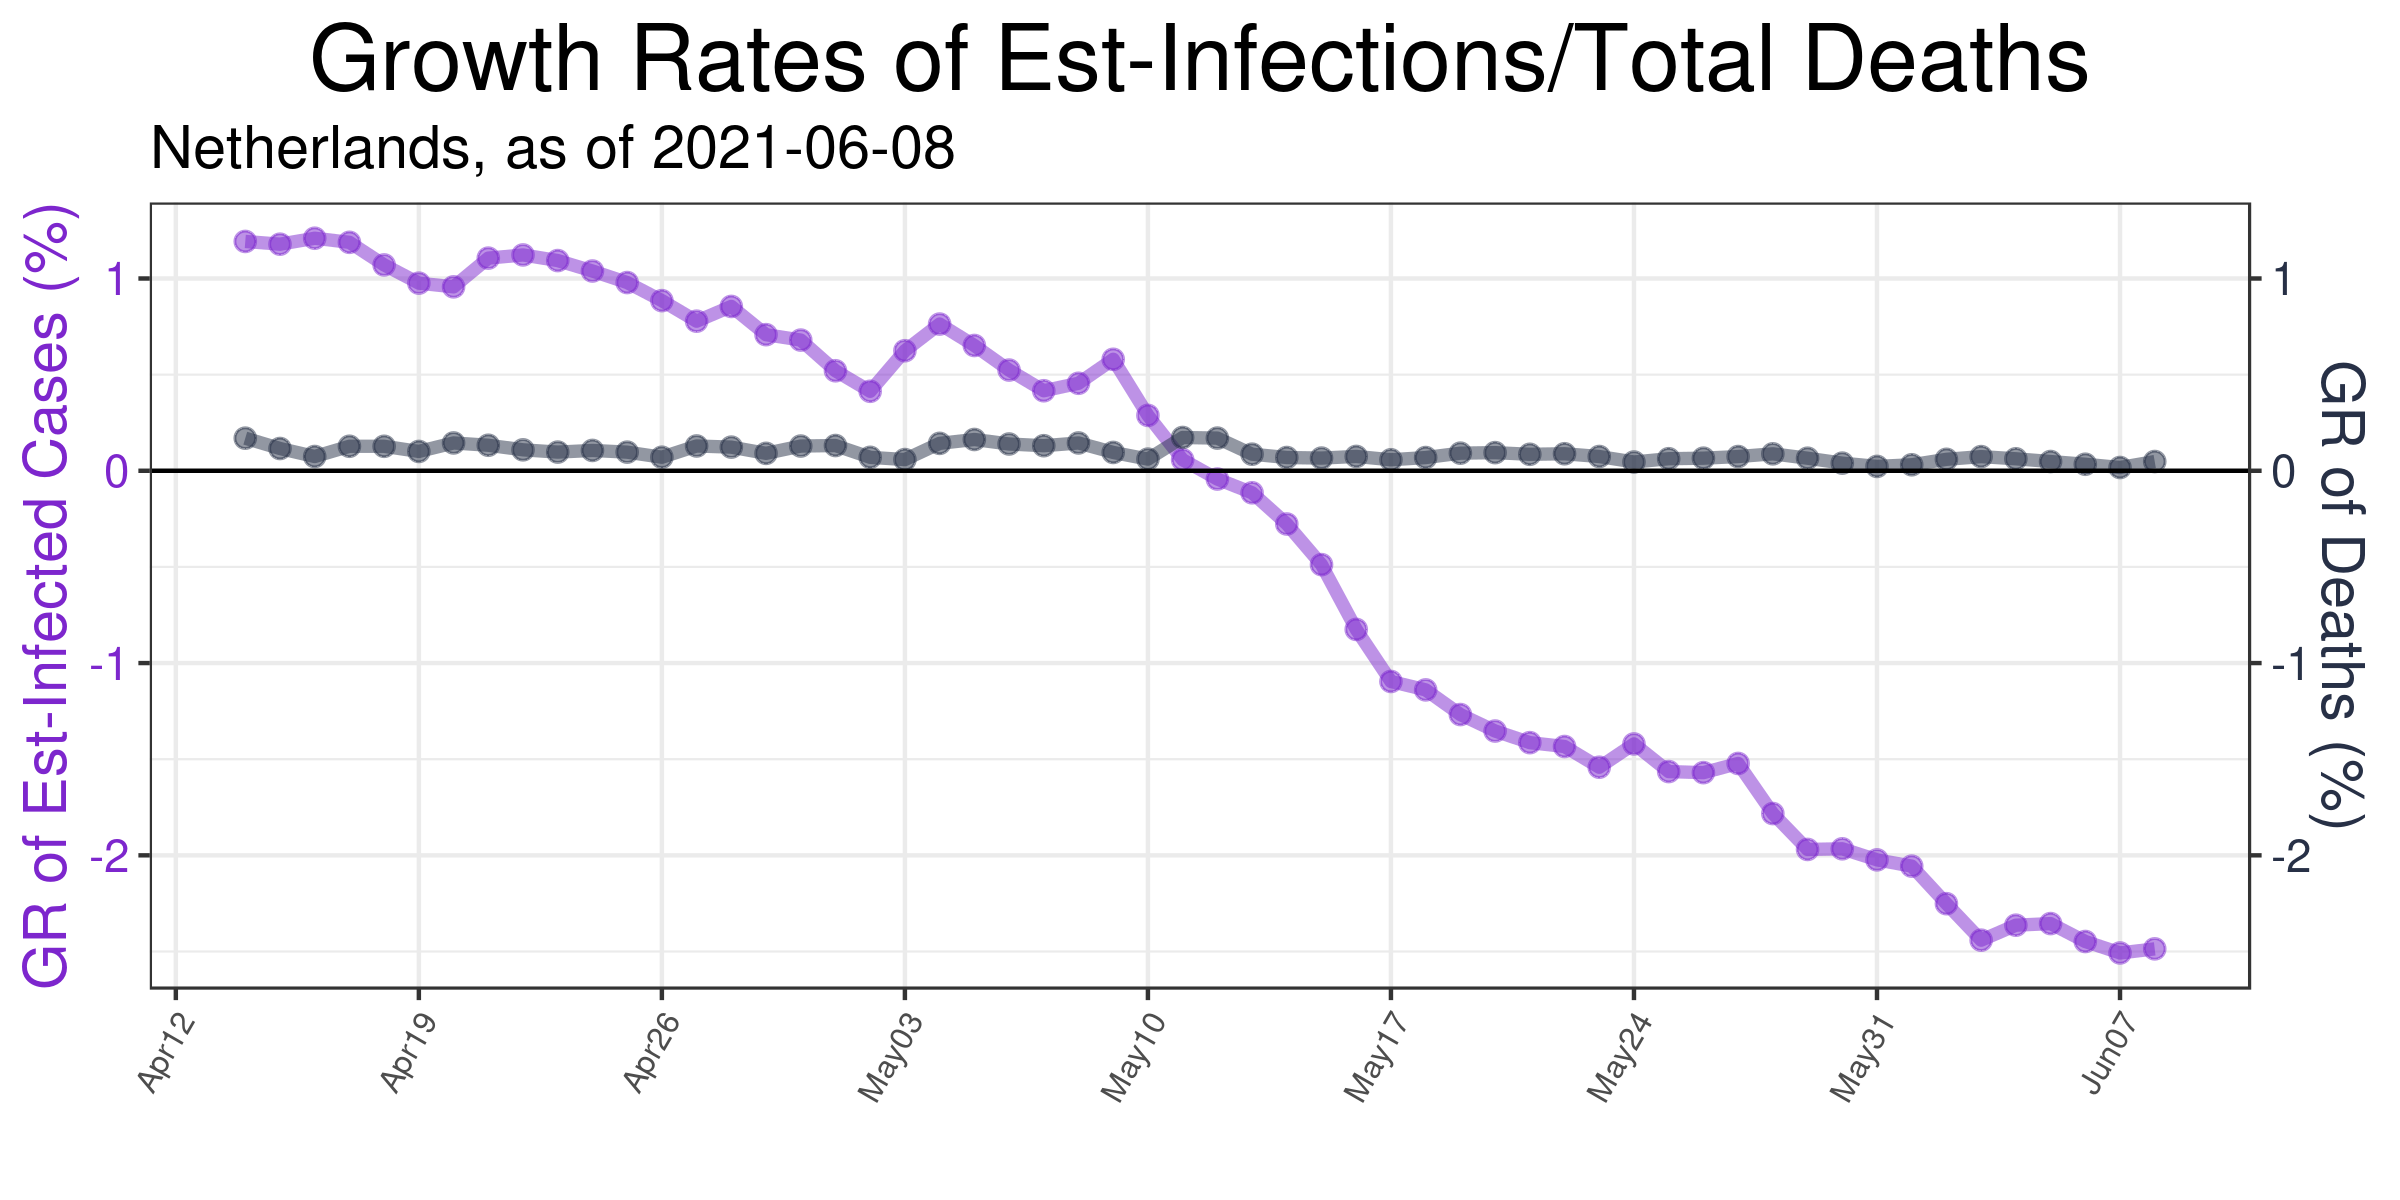 Growth Rates of Est-Infections/Total Deaths
Netherlands, as of 2021-06-08
GR of Est-Infected Cases (%)
1
0
-1
-2
1
0
-1
-2
GR of Deaths (%)
Apr12
Apr19
Apr26
May03
May10
May17
May24
May31
Jun07